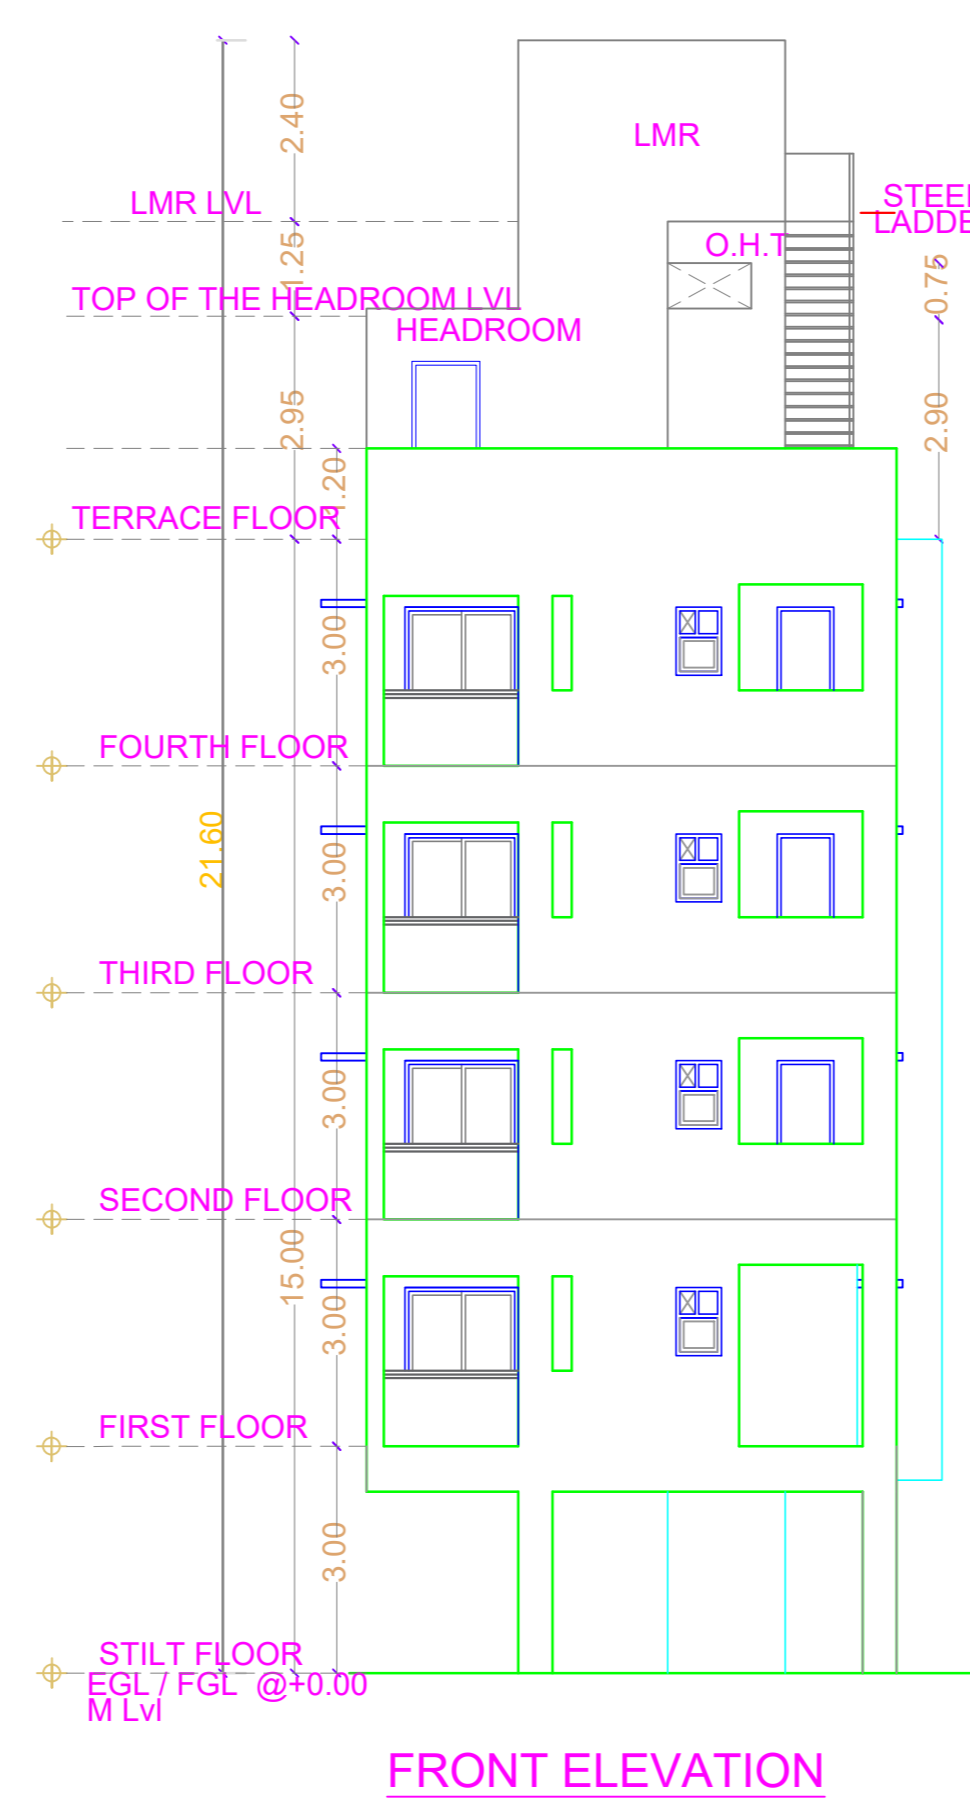 2.40
LMR
LMR LVL
STEEL
LADDE
1.25
O.H.T
0.75
TOP OF THE HEADROOM LVL
HEADROOM
2.95
2.90
1.20
TERRACE FLOOR
3.00
FOURTH FLOOR
21.60
3.00
THIRD FLOOR
3.00
SECOND FLOOR
15.00
3.00
FIRST FLOOR
3.00
STILT FLOOR
EGL / FGL @+0.00
M Lvl
FRONT ELEVATION